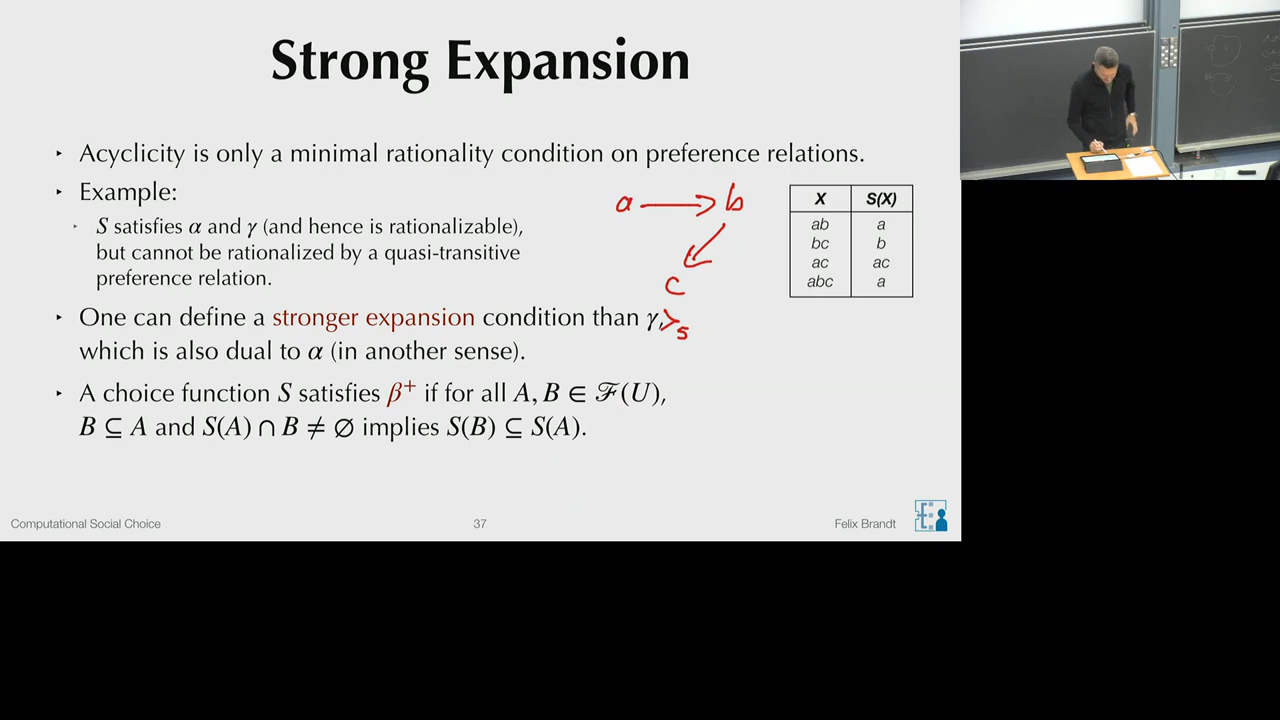 Strong Expansion
‣ Acyclicity is only a minimal rationality condition on preference relations.
‣ Example:
‣ S satisfies α and γ (and hence is rationalizable),
but cannot be rationalized by a quasi-transitive
preference relation.
a → b
c
X S(X)
ab a
bc b
ac ac
abc a
‣ One can define a stronger expansion condition than γ,
>s
which is also dual to α (in another sense).
‣ A choice function S satisfies β⁺ if for all A, B ∈ ℱ(U),
B ⊆ A and S(A) ∩ B ≠ ∅ implies S(B) ⊆ S(A).
Computational Social Choice 37 Felix Brandt